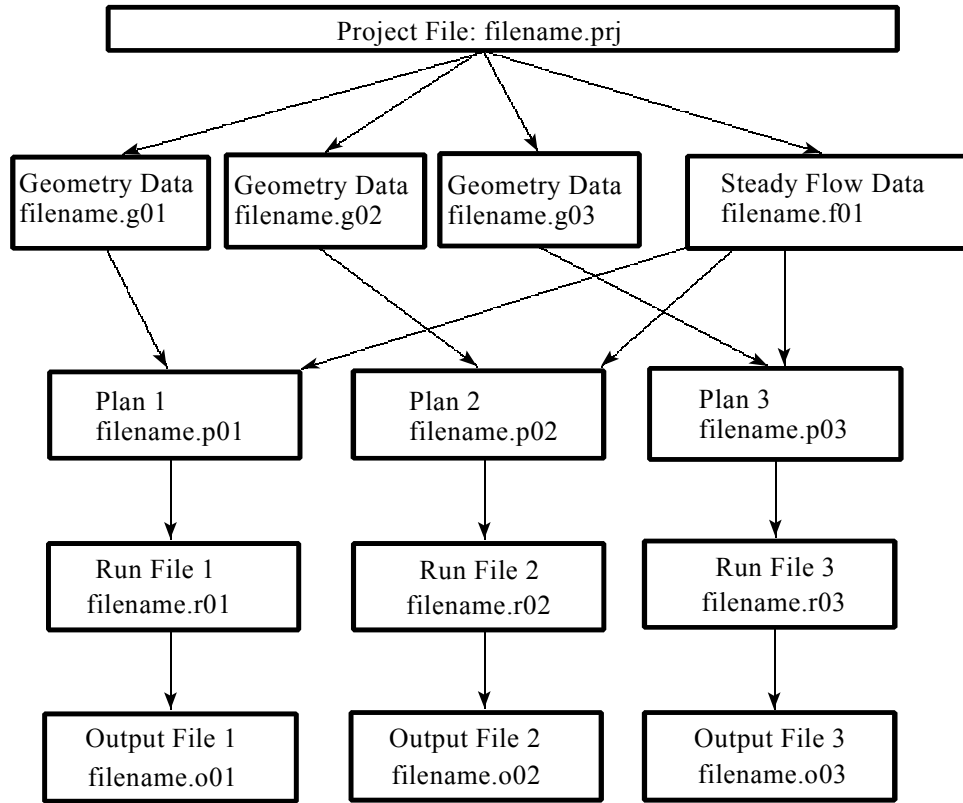 Project File: filename.prj
Geometry Data
filename.g01
Geometry Data
filename.g02
Geometry Data
filename.g03
Steady Flow Data
filename.f01
Plan 1
filename.p01
Plan 2
filename.p02
Plan 3
filename.p03
Run File 1
filename.r01
Run File 2
filename.r02
Run File 3
filename.r03
Output File 1
filename.o01
Output File 2
filename.o02
Output File 3
filename.o03